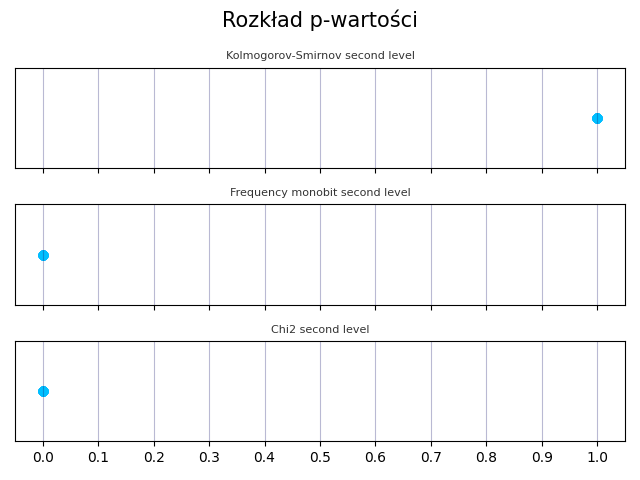 Rozkład p-wartości
Kolmogorov-Smirnov second level
Frequency monobit second level
Chi2 second level
0.0 0.1 0.2 0.3 0.4 0.5 0.6 0.7 0.8 0.9 1.0